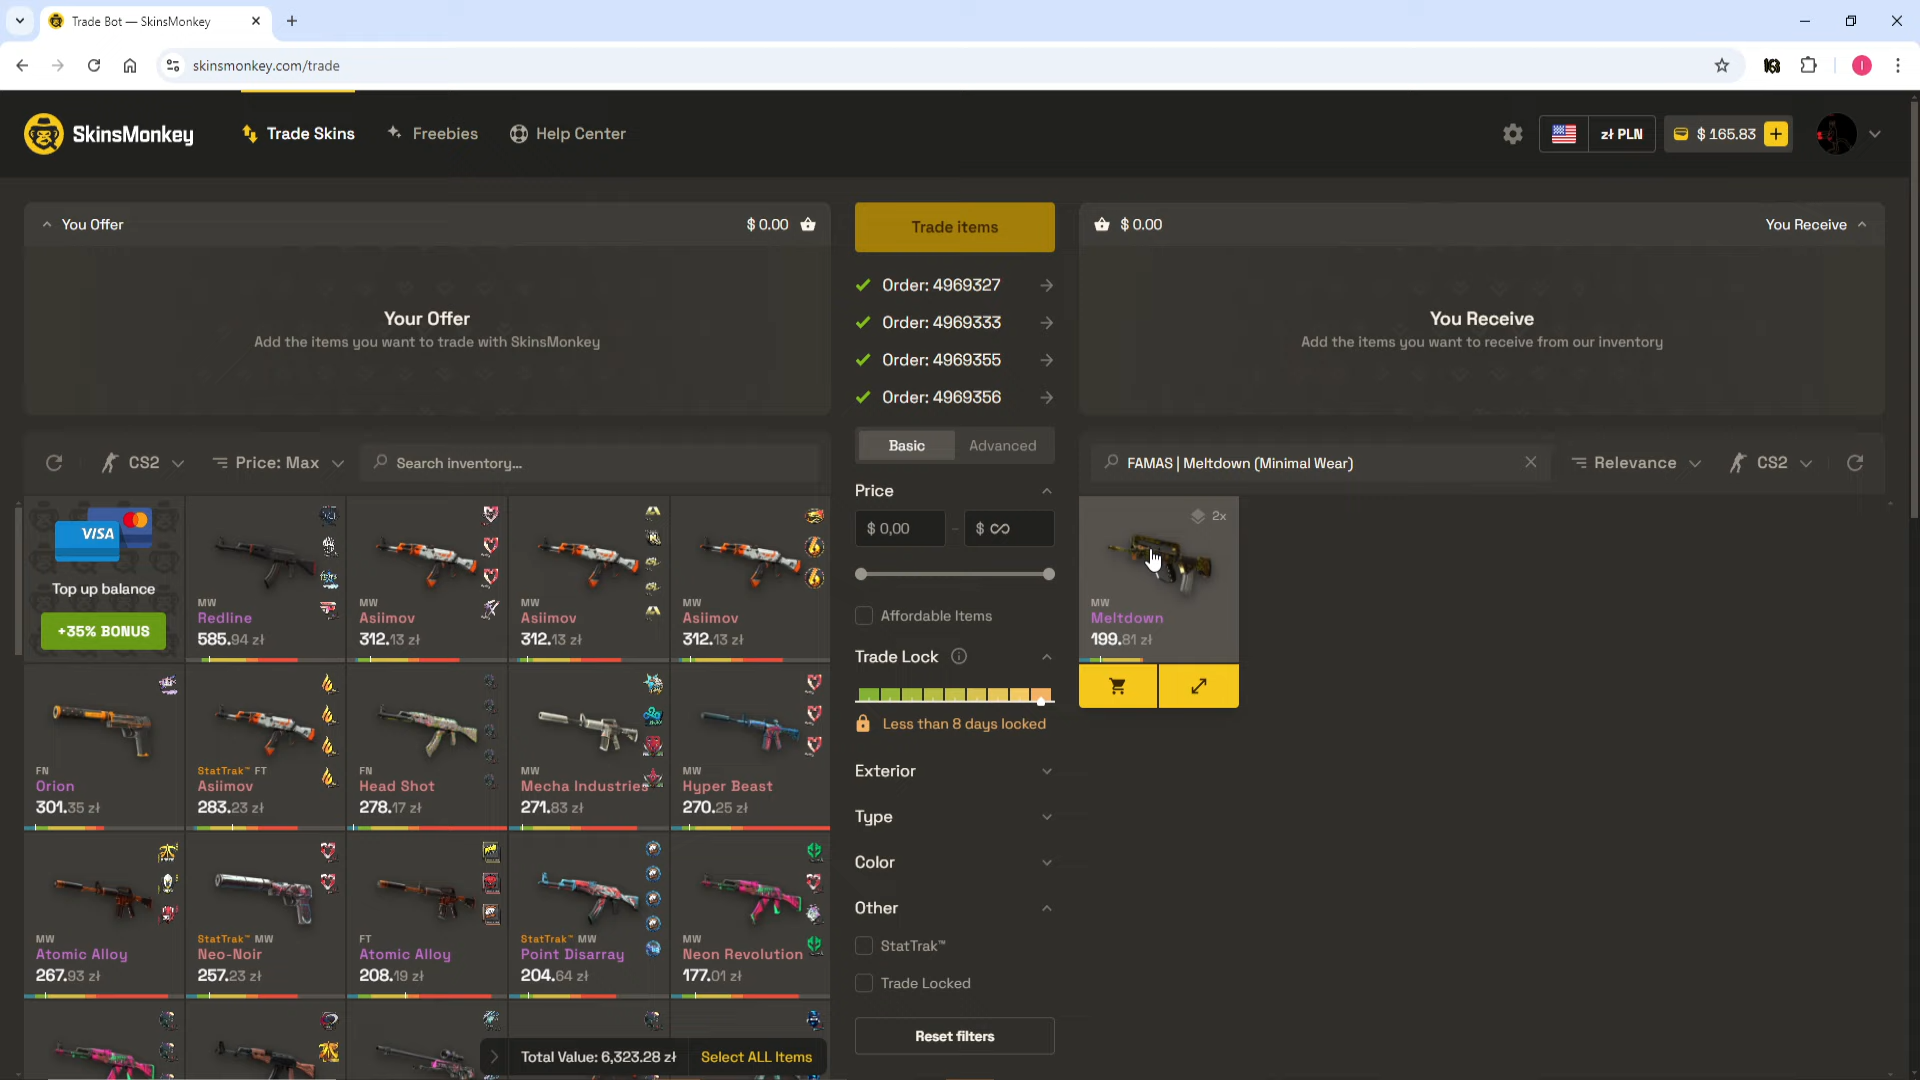 Trade Bot — SkinsMonkey
skinsmonkey.com/trade
SkinsMonkey
Trade Skins
Freebies
Help Center
zł PLN
$ 165.83
You Offer
$ 0.00
Your Offer
Add the items you want to trade with SkinsMonkey
Trade items
Order: 4969327
Order: 4969333
Order: 4969355
Order: 4969356
$ 0.00
You Receive
You Receive
Add the items you want to receive from our inventory
CS2
Price: Max
Search inventory...
Basic
Advanced
FAMAS | Meltdown (Minimal Wear)
Relevance
CS2
VISA
Top up balance
+35% BONUS
MW
Redline
585.94 zł
MW
Asiimov
312.13 zł
MW
Asiimov
312.13 zł
MW
Asiimov
312.13 zł
FN
Orion
301.35 zł
StatTrak™ FT
Asiimov
283.23 zł
FN
Head Shot
278.17 zł
MW
Mecha Industries
271.83 zł
MW
Hyper Beast
270.25 zł
MW
Atomic Alloy
267.93 zł
StatTrak™ MW
Neo-Noir
257.23 zł
FT
Atomic Alloy
208.19 zł
StatTrak™ MW
Point Disarray
204.64 zł
MW
Neon Revolution
177.01 zł
Total Value: 6,323.28 zł
Select ALL Items
Price
$ 0,00
-
$ ∞
Affordable Items
Trade Lock
Less than 8 days locked
Exterior
Type
Color
Other
StatTrak™
Trade Locked
Reset filters
2x
MW
Meltdown
199.81 zł